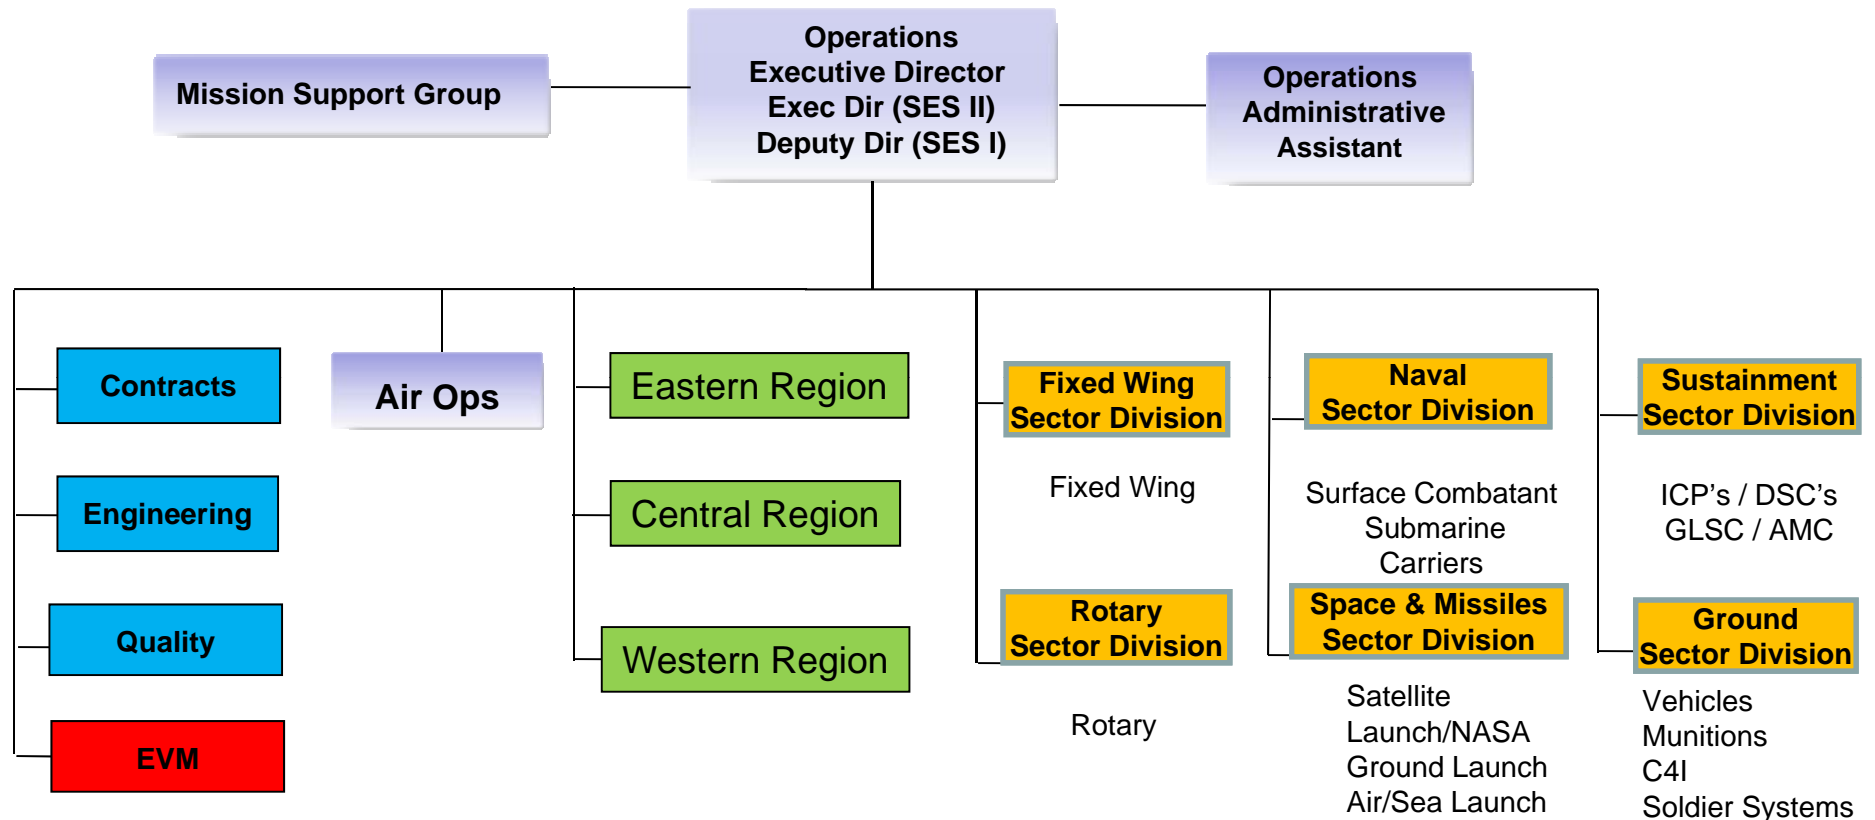 Mission Support Group
Operations
Executive Director
Exec Dir (SES II)
Deputy Dir (SES I)
Operations
Administrative
Assistant
Contracts
Engineering
Quality
EVM
Air Ops
Eastern Region
Central Region
Western Region
Fixed Wing
Sector Division
Fixed Wing
Rotary
Sector Division
Rotary
Naval
Sector Division
Surface Combatant
Submarine
Carriers
Space & Missiles
Sector Division
Satellite
Launch/NASA
Ground Launch
Air/Sea Launch
Sustainment
Sector Division
ICP’s / DSC’s
GLSC / AMC
Ground
Sector Division
Vehicles
Munitions
C4I
Soldier Systems